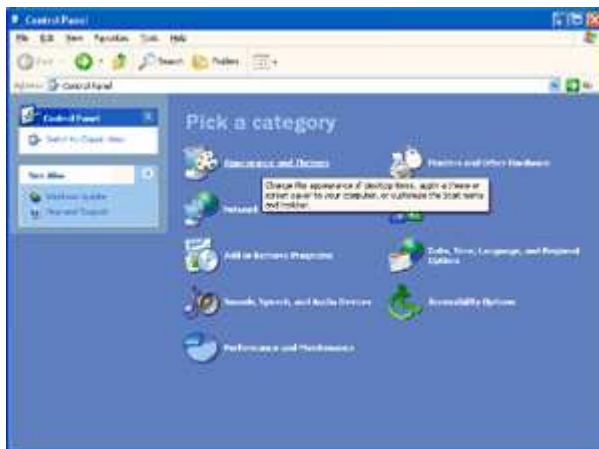 Control Panel
File Edit View Favorites Tools Help
Search Folders
Control Panel Go
Control Panel
Switch to Classic View
See Also
Windows Update
Help and Support
Pick a category
Appearance and Themes
Printers and Other Hardware
Change the appearance of desktop items, apply a theme or
screen saver to your computer, or customize the Start menu
and taskbar.
Network
Add or Remove Programs
Date, Time, Language, and Regional
Options
Sounds, Speech, and Audio Devices
Accessibility Options
Performance and Maintenance